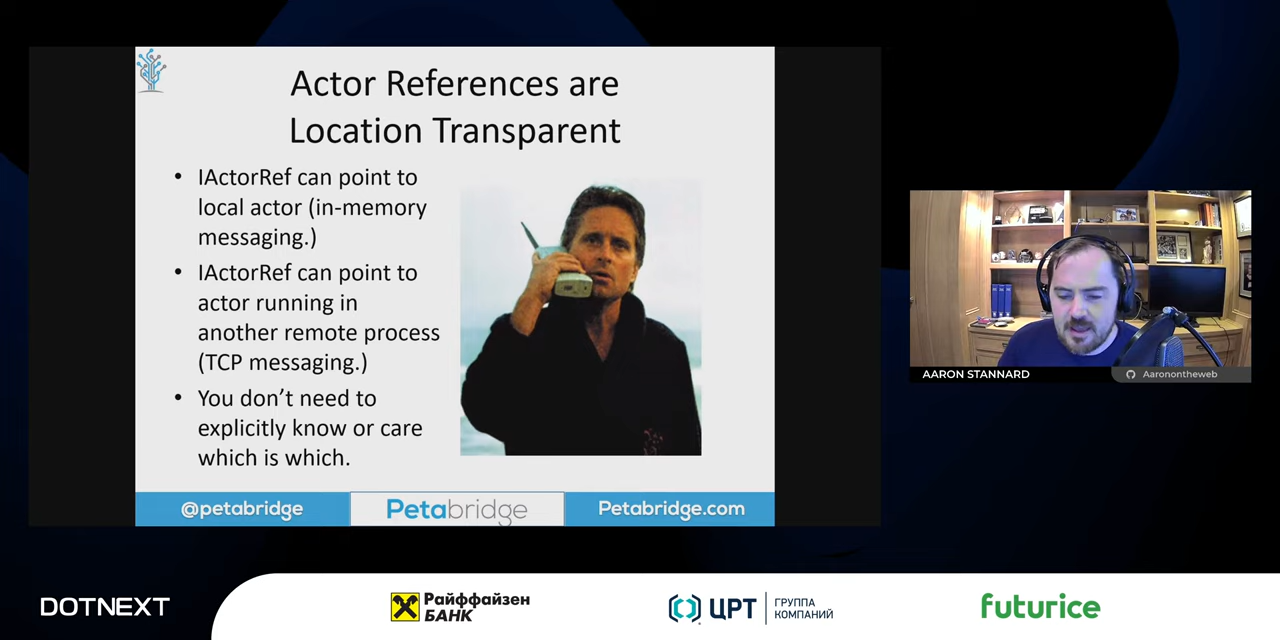 Actor References are
Location Transparent
• IActorRef can point to
local actor (in-memory
messaging.)
• IActorRef can point to
actor running in
another remote process
(TCP messaging.)
• You don’t need to
explicitly know or care
which is which.
@petabridge
Petabridge
Petabridge.com
AARON STANNARD
Aaronontheweb
DOTNEXT
Райффайзен
БАНК
ЦРТ
ГРУППА
КОМПАНИЙ
futurice